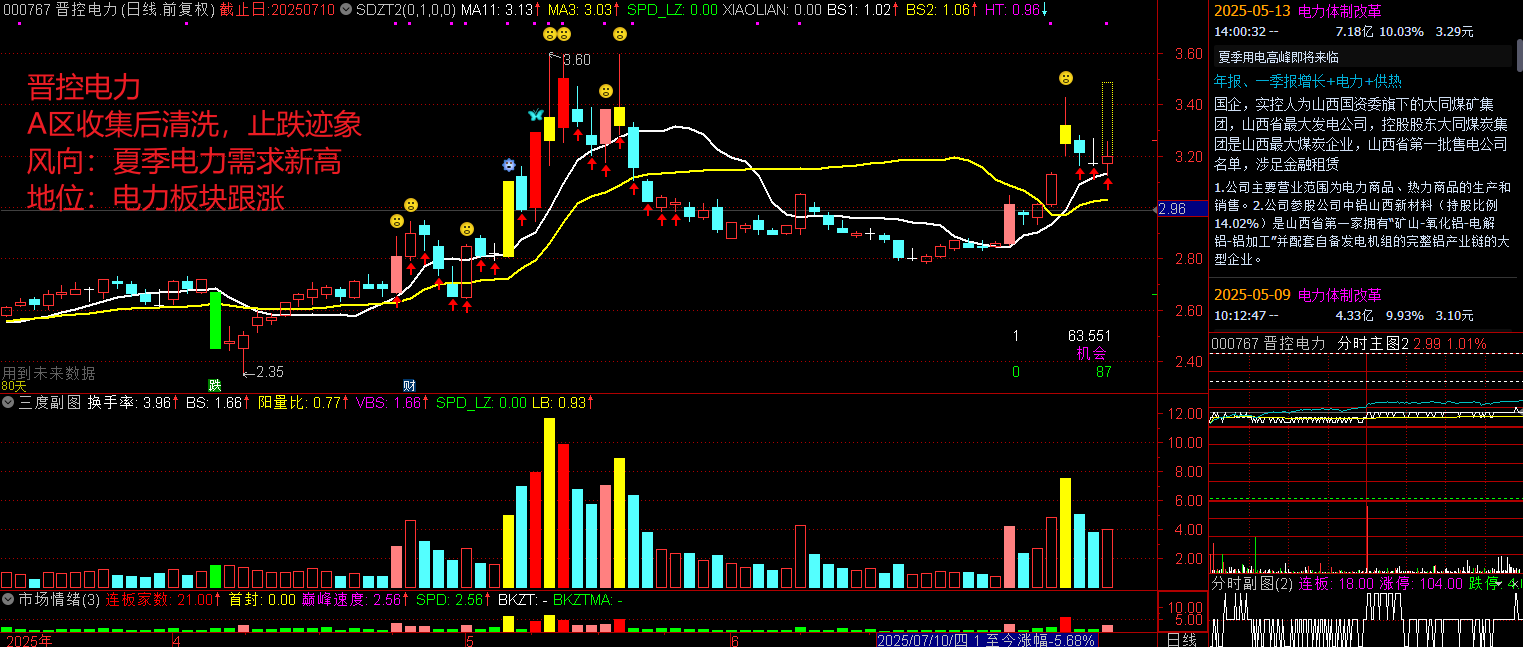 000767 晋控电力(日线.前复权) 截止日:20250710 SDZT2(0,1,0,0) MA11: 3.13↑ MA3: 3.03↑ SPD_LZ: 0.00 XIAOLIAN: 0.00 BS1: 1.02↑ BS2: 1.06↑ HT: 0.96↓
晋控电力
A区收集后清洗，止跌迹象
风向：夏季电力需求新高
地位：电力板块跟涨
3.60
←2.35
3.60
3.40
3.20
2.96
2.80
2.60
2.40
1 63.551
机会
0 87
用到未来数据
80天
跌
财
三度副图 换手率: 3.96↑ BS: 1.66↑ 阳量比: 0.77↑ VBS: 1.66↑ SPD_LZ: 0.00 LB: 0.93↑
12.00
10.00
8.00
6.00
4.00
2.00
市场情绪(3) 连板家数: 21.00↑ 首封: 0.00 巅峰速度: 2.56↑ SPD: 2.56↑ BKZT: - BKZTMA: -
10.00
5.00
2025年 4 5 6 2025/07/10/四 1 至今涨幅-5.68% 日线
2025-05-13 电力体制改革
14:00:32 -- 7.18亿 10.03% 3.29元
夏季用电高峰即将来临
年报、一季报增长+电力+供热
国企，实控人为山西国资委旗下的大同煤矿集
团，山西省最大发电公司，控股股东大同煤炭集
团是山西最大煤炭企业，山西省第一批售电公司
名单，涉足金融租赁
1.公司主要营业范围为电力商品、热力商品的生产和
销售。2.公司参股公司中铝山西新材料（持股比例
14.02%）是山西省第一家拥有“矿山-氧化铝-电解
铝-铝加工”并配套自备发电机组的完整铝产业链的大
型企业。
2025-05-09 电力体制改革
10:12:47 -- 4.33亿 9.93% 3.10元
000767 晋控电力 分时主图2 2.99 1.01%
分时副图(2) 连板: 18.00 涨停: 104.00 跌停: